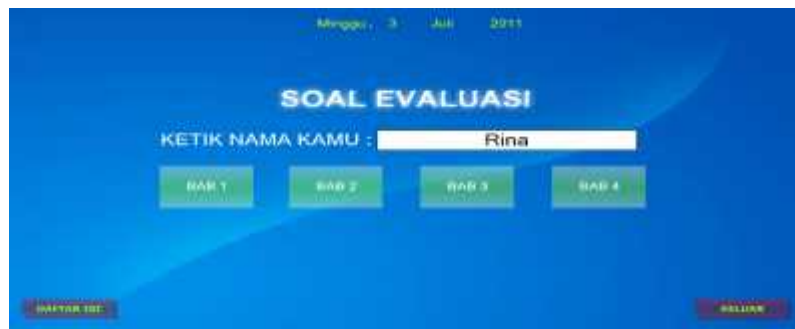 Minggu, 3 Juli 2011
SOAL EVALUASI
KETIK NAMA KAMU : Rina
BAB 1 BAB 2 BAB 3 BAB 4
DAFTAR ISI KELUAR